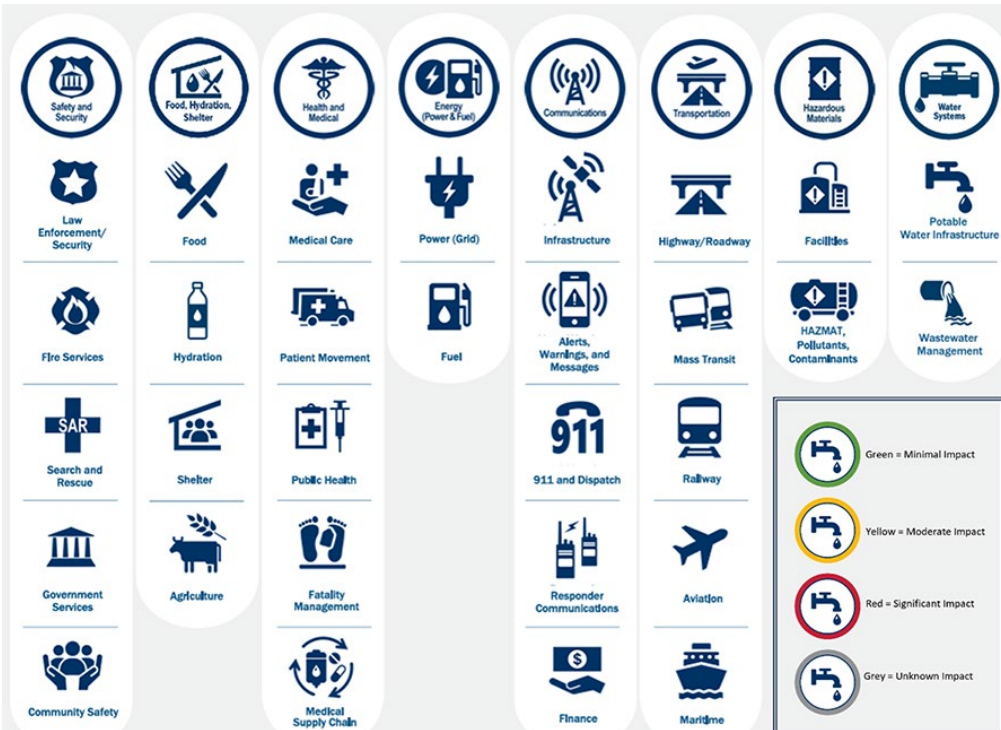 Safety and
Security
Food, Hydration,
Shelter
Health and
Medical
Energy
(Power & Fuel)
Communications
Transportation
Hazardous
Materials
Water
Systems
Law
Enforcement/
Security
Food
Medical Care
Power (Grid)
Infrastructure
Highway/Roadway
Facilities
Potable
Water Infrastructure
Fire Services
Hydration
Patient Movement
Fuel
Alerts,
Warnings, and
Messages
Mass Transit
HAZMAT,
Pollutants,
Contaminants
Wastewater
Management
SAR
Search and
Rescue
Shelter
Public Health
911
911 and Dispatch
Railway
Government
Services
Agriculture
Fatality
Management
Responder
Communications
Aviation
Community Safety
Medical
Supply Chain
$
Finance
Maritime
Green = Minimal Impact
Yellow = Moderate Impact
Red = Significant Impact
Grey = Unknown Impact